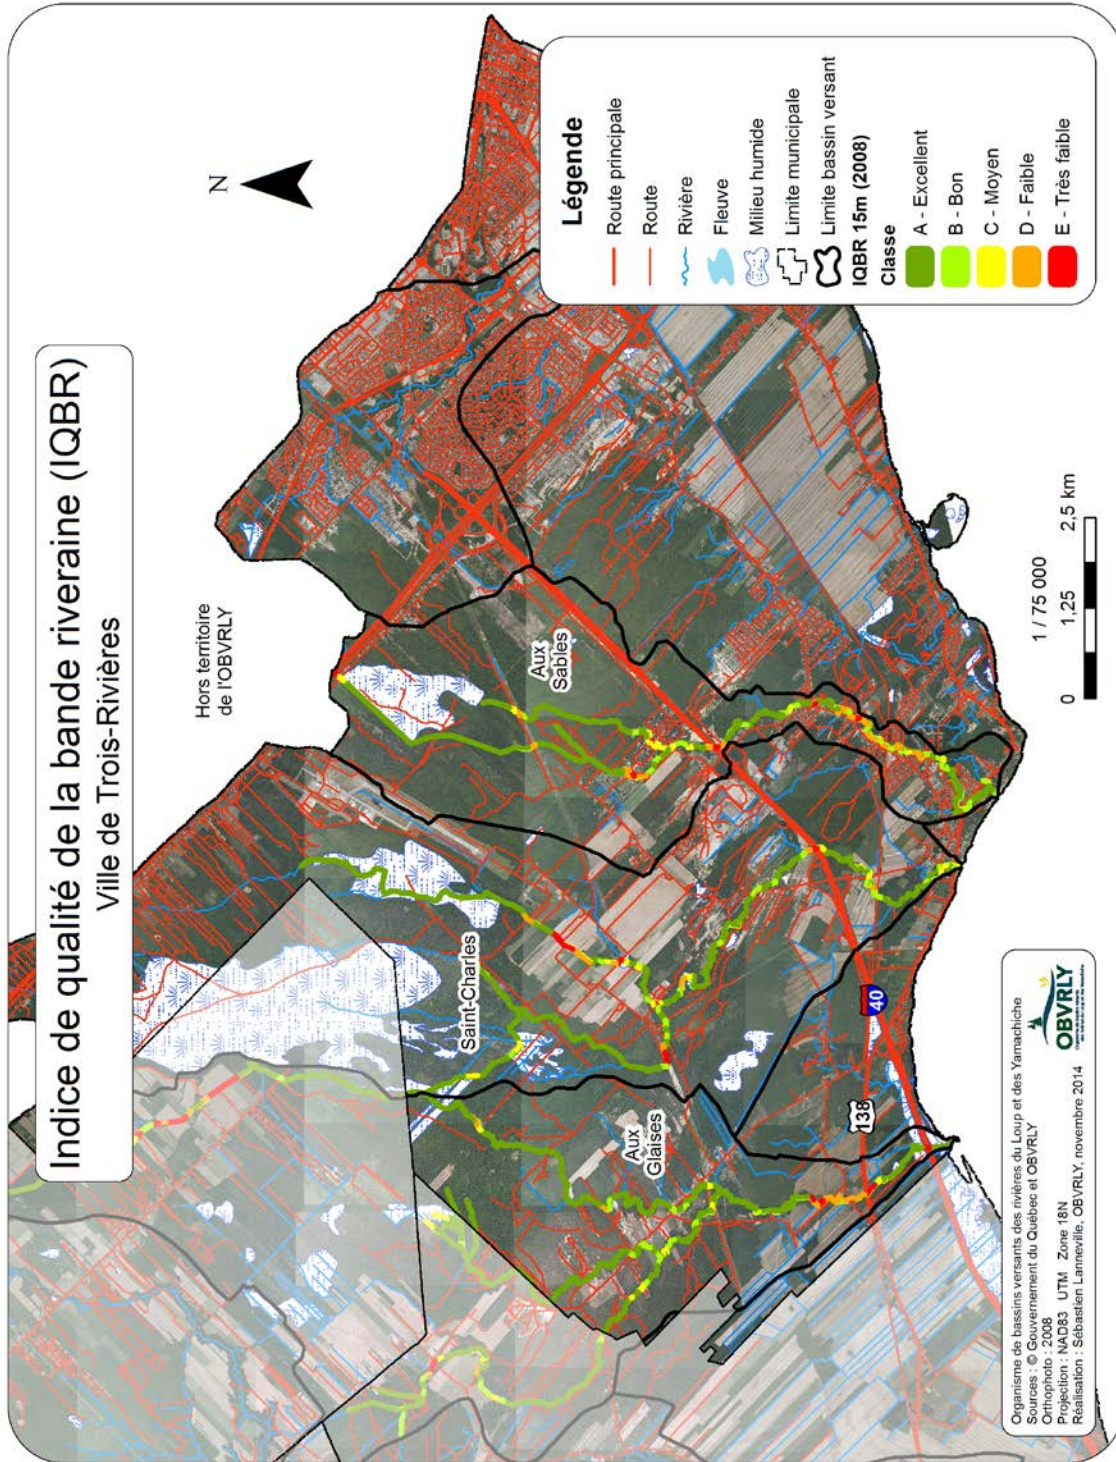 Indice de qualité de la bande riveraine (IQBR)
Ville de Trois-Rivières
N
Hors territoire
de l'OBVRLY
Aux
Sables
Saint-Charles
Aux
Glaises
40
138
Légende
Route principale
Route
Rivière
Fleuve
Milieu humide
Limite municipale
Limite bassin versant
IQBR 15m (2008)
Classe
A - Excellent
B - Bon
C - Moyen
D - Faible
E - Très faible
1 / 75 000
0 1,25 2,5 km
Organisme de bassins versants des rivières du Loup et des Yamachiche
Sources : © Gouvernement du Québec et OBVRLY
Orthophoto : 2008
Projection : NAD83 UTM Zone 18N
Réalisation : Sébastien Lanneville, OBVRLY, novembre 2014
OBVRLY